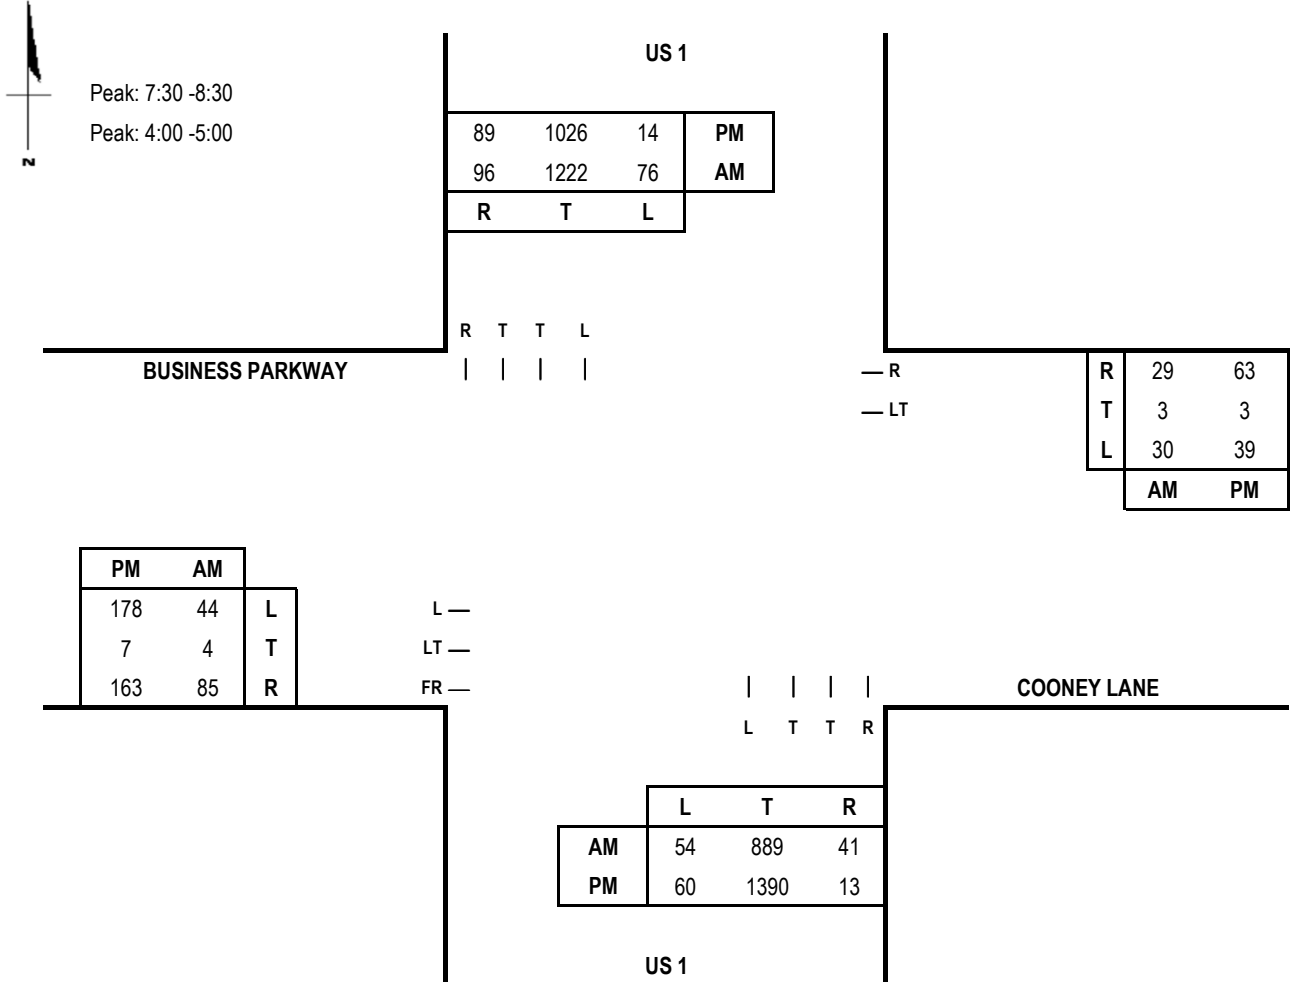 US 1
Peak: 7:30 -8:30
Peak: 4:00 -5:00
89 1026 14 PM
96 1222 76 AM
R T L
N
R T T L
BUSINESS PARKWAY
R
LT
R 29 63
T 3 3
L 30 39
AM PM
PM AM
178 44 L
7 4 T
163 85 R
L
LT
FR
COONEY LANE
L T T R
L T R
AM 54 889 41
PM 60 1390 13
US 1